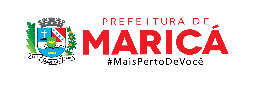 PREFEITURA DE
MARICÁ
#MaisPertoDeVocê